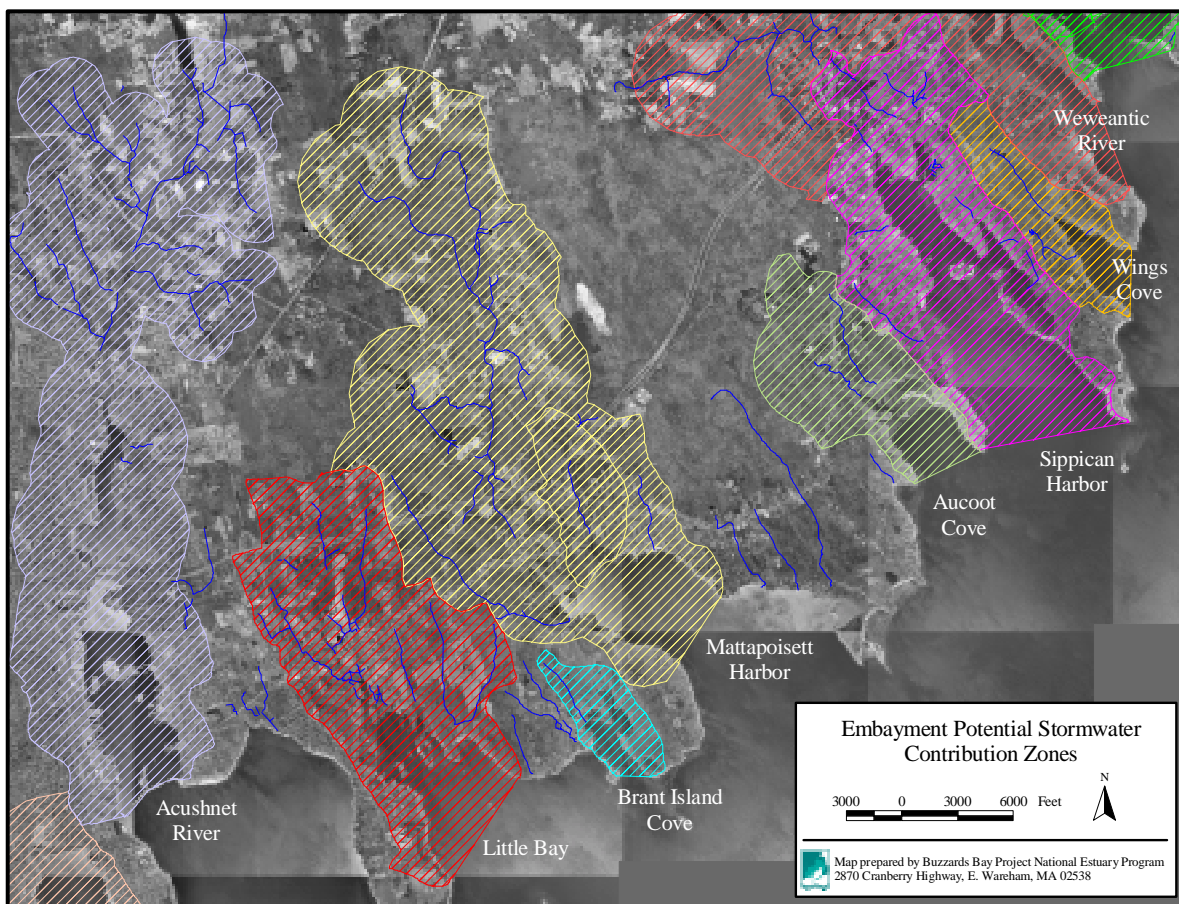 Weweantic
River
Wings
Cove
Sippican
Harbor
Aucoot
Cove
Mattapoisett
Harbor
Brant Island
Cove
Little Bay
Acushnet
River
Embayment Potential Stormwater
Contribution Zones
N
3000 0 3000 6000 Feet
Map prepared by Buzzards Bay Project National Estuary Program
2870 Cranberry Highway, E. Wareham, MA 02538